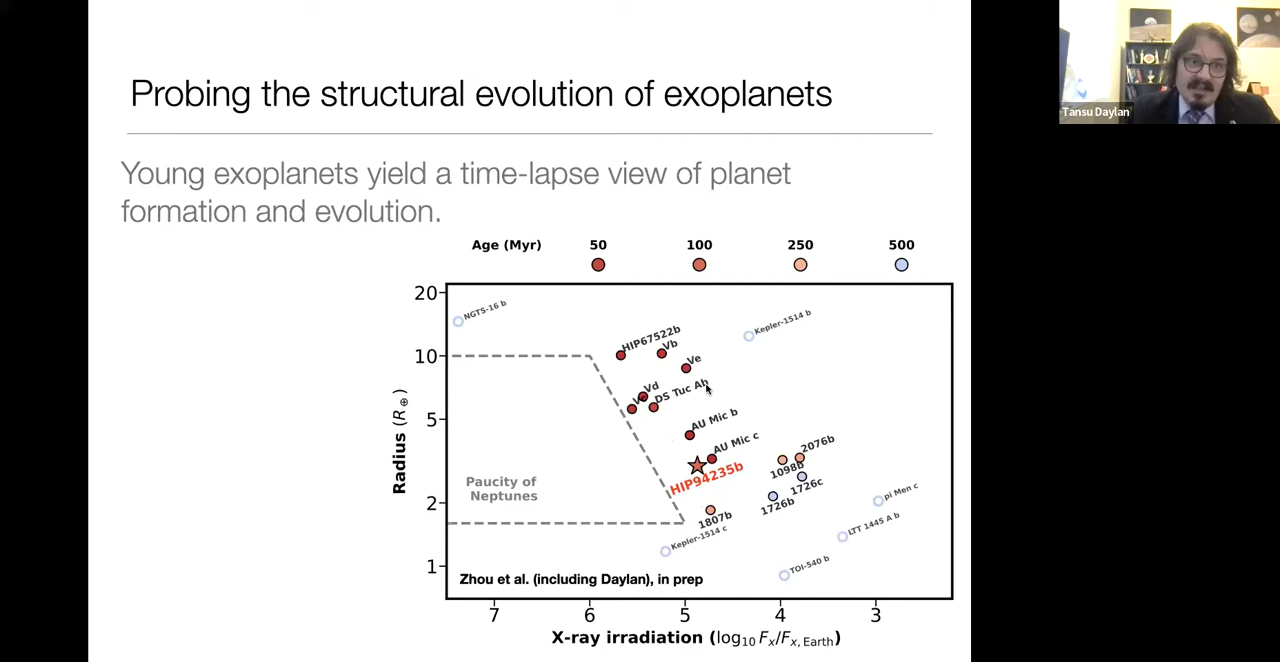 Probing the structural evolution of exoplanets
Tansu Daylan
Young exoplanets yield a time-lapse view of planet
formation and evolution.
Age (Myr) 50 100 250 500
20
10
5
2
1
Radius (R⊕)
NGTS-16 b
Kepler-1514 b
HIP67522b
Vb
Ve
Vd
DS Tuc Ab
AU Mic b
AU Mic c
HIP94235b
2076b
1098b
1726c
1726b
1807b
pi Men c
Kepler-1514 c
LTT 1445 A b
TOI-540 b
Paucity of
Neptunes
Zhou et al. (including Daylan), in prep
7 6 5 4 3
X-ray irradiation (log₁₀ Fₓ/Fₓ, Earth)